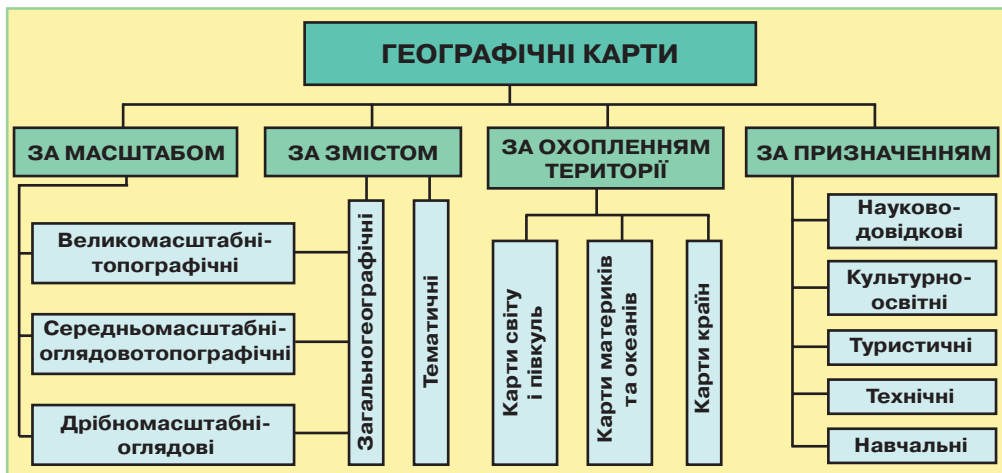 ГЕОГРАФІЧНІ КАРТИ
ЗА МАСШТАБОМ
Великомасштабні-
топографічні
Середньомасштабні-
оглядовотопографічні
Дрібномасштабні-
оглядові
ЗА ЗМІСТОМ
Загальногеографічні
Тематичні
ЗА ОХОПЛЕННЯМ
ТЕРИТОРІЇ
Карти світу
і півкуль
Карти материків
та океанів
Карти країн
ЗА ПРИЗНАЧЕННЯМ
Науково-
довідкові
Культурно-
освітні
Туристичні
Технічні
Навчальні